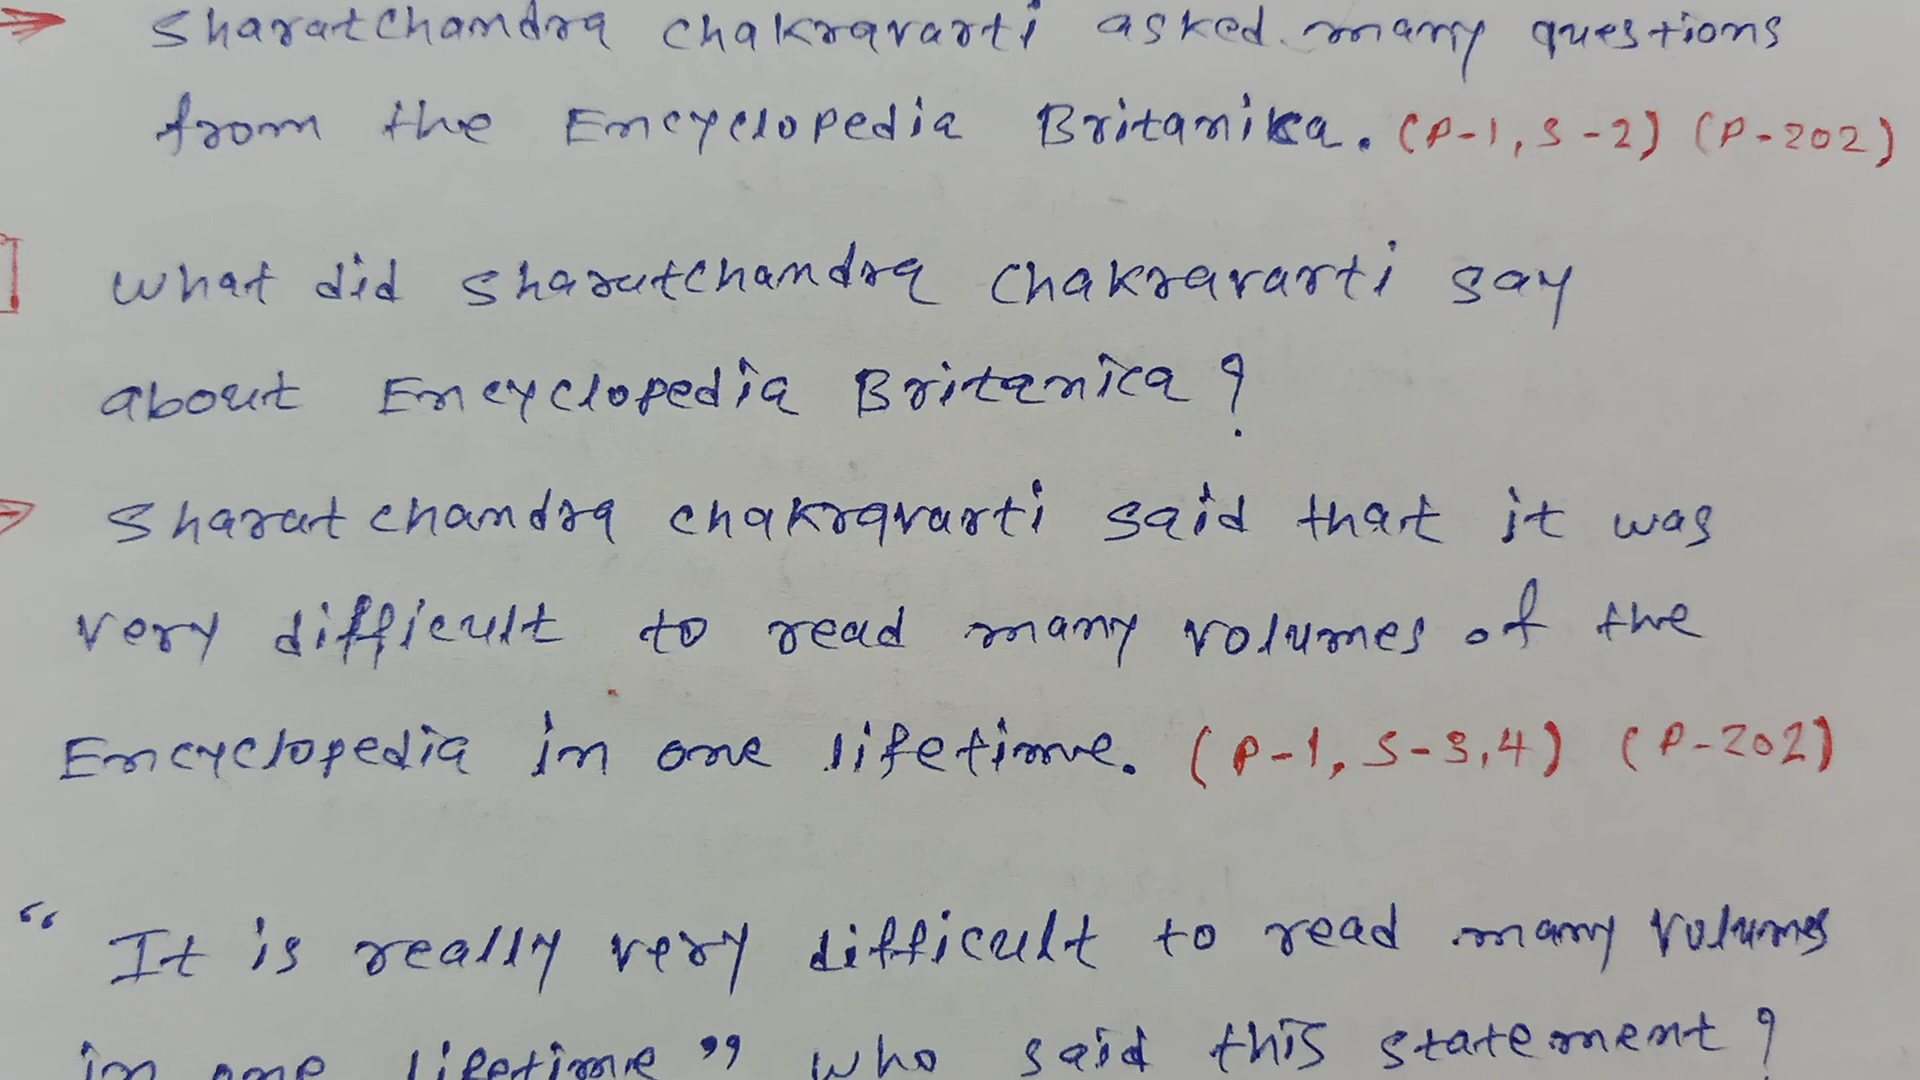 Sharatchandra Chakravarti asked many questions
from the Encyclopedia Britanika. (P-1, S-2) (P-202)
What did Sharatchandra Chakravarti say
about Encyclopedia Britanica?
Sharatchandra Chakravarti said that it was
very difficult to read many volumes of the
Encyclopedia in one lifetime. (P-1, S-3,4) (P-202)
" It is really very difficult to read many volumes
in one lifetime" who said this statement?